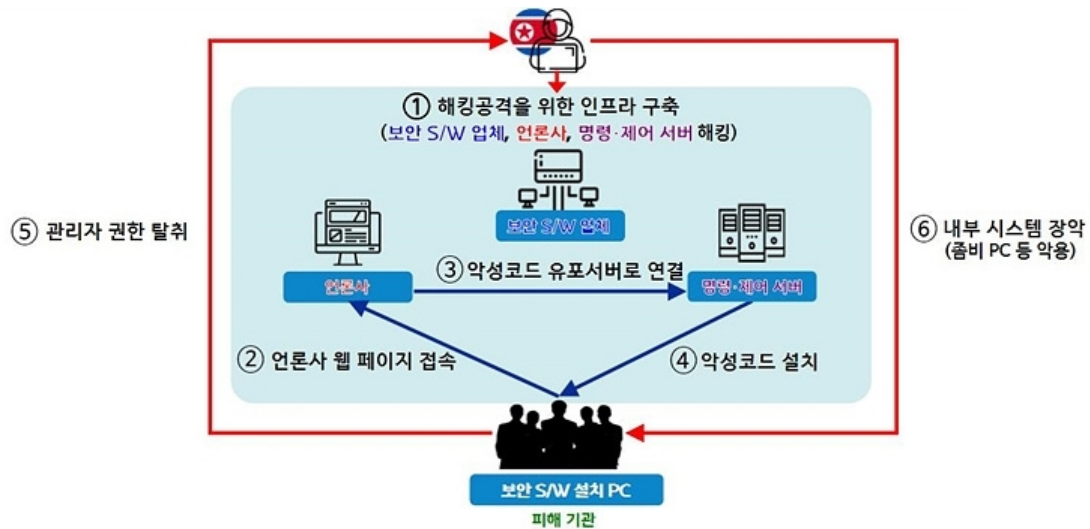 ① 해킹공격을 위한 인프라 구축
(보안 S/W 업체, 언론사, 명령·제어 서버 해킹)
보안 S/W 업체
⑤ 관리자 권한 탈취
⑥ 내부 시스템 장악
(좀비 PC 등 악용)
③ 악성코드 유포서버로 연결
언론사
명령·제어 서버
② 언론사 웹 페이지 접속
④ 악성코드 설치
보안 S/W 설치 PC
피해 기관